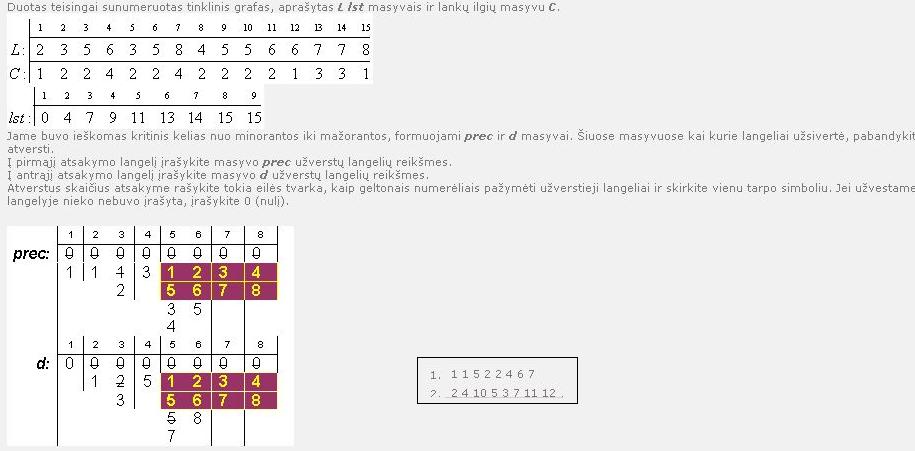 Duotas teisingai sunumeruotas tinklinis grafas, aprašytas L lst masyvais ir lankų ilgių masyvu C.
1 2 3 4 5 6 7 8 9 10 11 12 13 14 15
L: 2 3 5 6 3 5 8 4 5 5 6 6 7 7 8
C: 1 2 2 4 2 2 4 2 2 2 2 1 3 3 1
1 2 3 4 5 6 7 8 9
lst: 0 4 7 9 11 13 14 15 15
Jame buvo ieškomas kritinis kelias nuo minorantos iki mažorantos, formuojami prec ir d masyvai. Šiuose masyvuose kai kurie langeliai užsivertė, pabandykit
atversti.
Į pirmąjį atsakymo langelį įrašykite masyvo prec užverstų langelių reikšmes.
Į antrąjį atsakymo langelį įrašykite masyvo d užverstų langelių reikšmes.
Atverstus skaičius atsakyme rašykite tokia eilės tvarka, kaip geltonais numerėliais pažymėti užverstieji langeliai ir skirkite vienu tarpo simboliu. Jei užvestame
langelyje nieko nebuvo įrašyta, įrašykite 0 (nulį).
1 2 3 4 5 6 7 8
prec: 0 0 0 0 0 0 0 0
1 1 1 3 1 2 3 4
2 5 6 7 8
3 5
4
1 2 3 4 5 6 7 8
d: 0 0 0 0 0 0 0 0
1 2 5 1 2 3 4
3 5 6 7 8
5 8
7
1. 1 1 5 2 2 4 6 7
2. 2 4 10 5 3 7 11 12